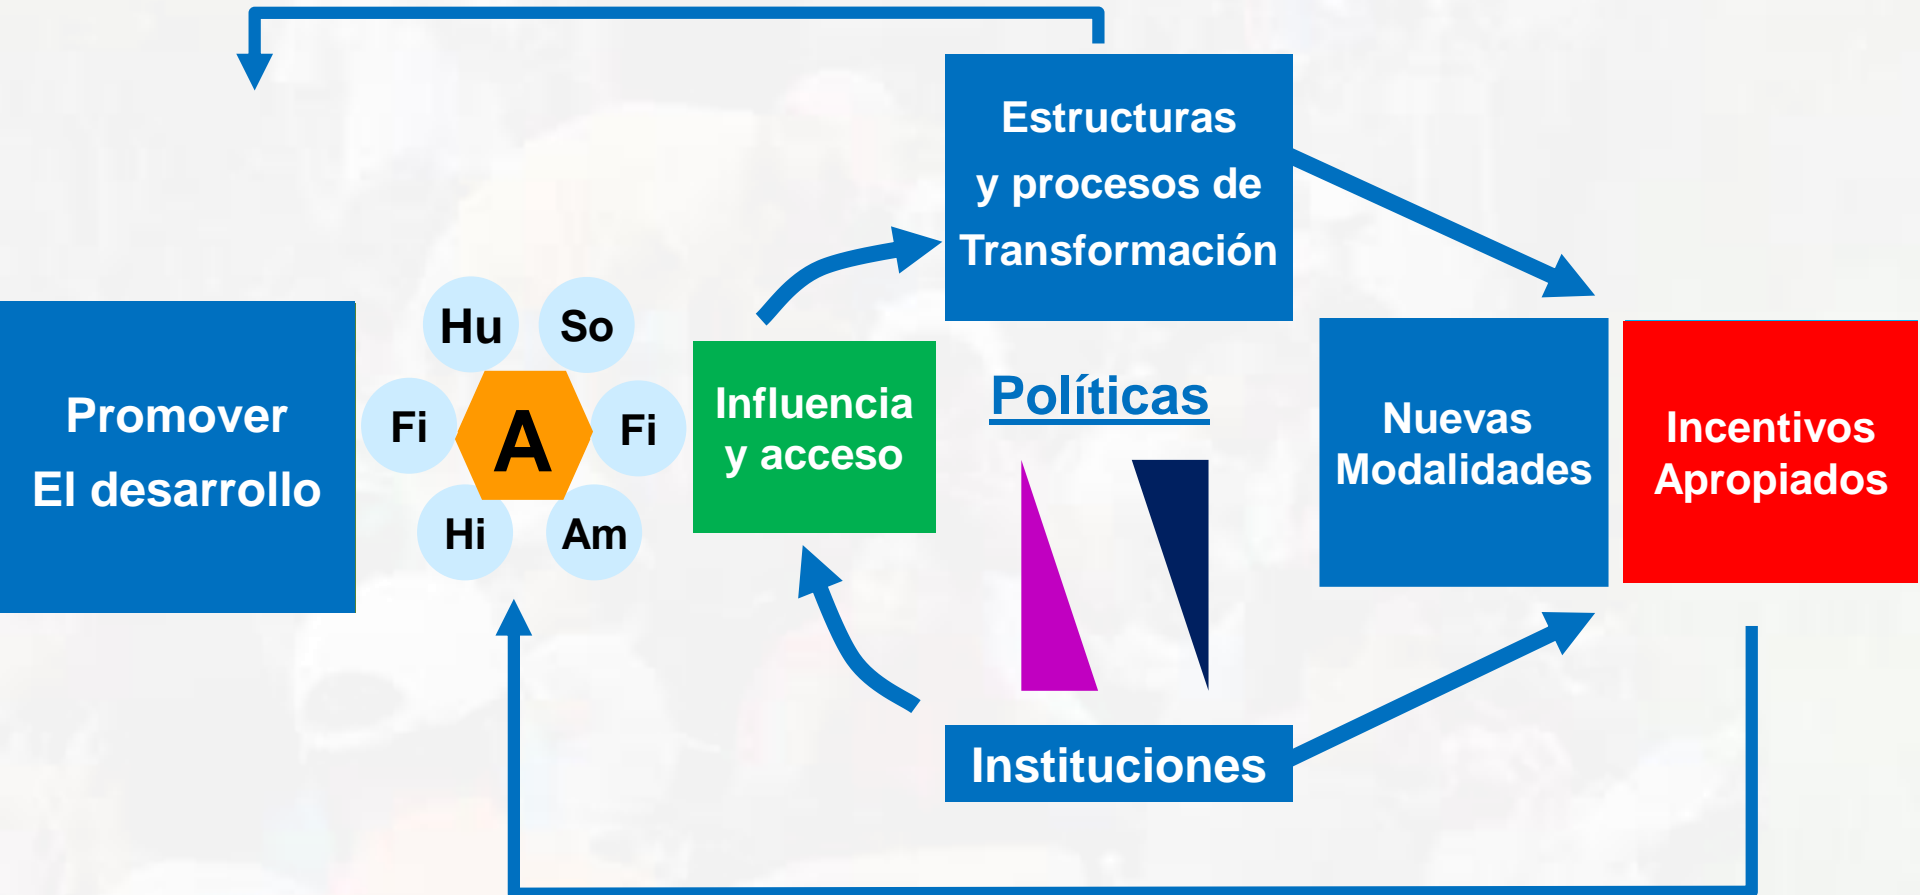 Estructuras
y procesos de
Transformación
Promover
El desarrollo
Hu
So
Fi
A
Fi
Hi
Am
Influencia
y acceso
Políticas
Nuevas
Modalidades
Incentivos
Apropiados
Instituciones